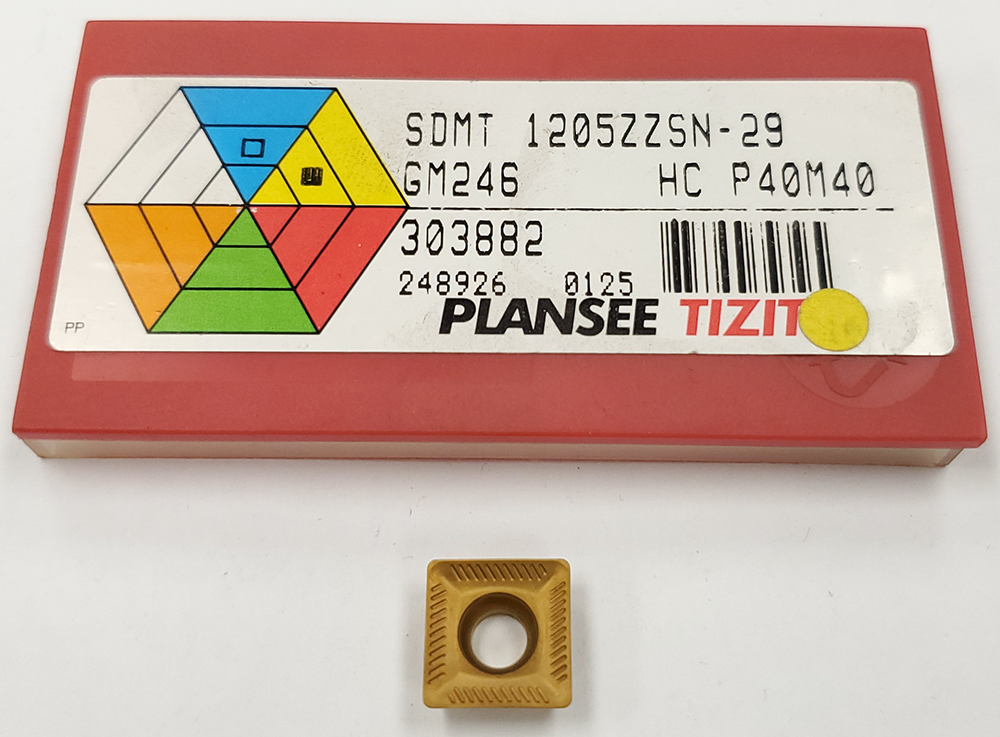 SDMT 1205ZZSN-29
GM246 HC P40M40
303882
248926 0125
PLANSEE TIZIT
PP